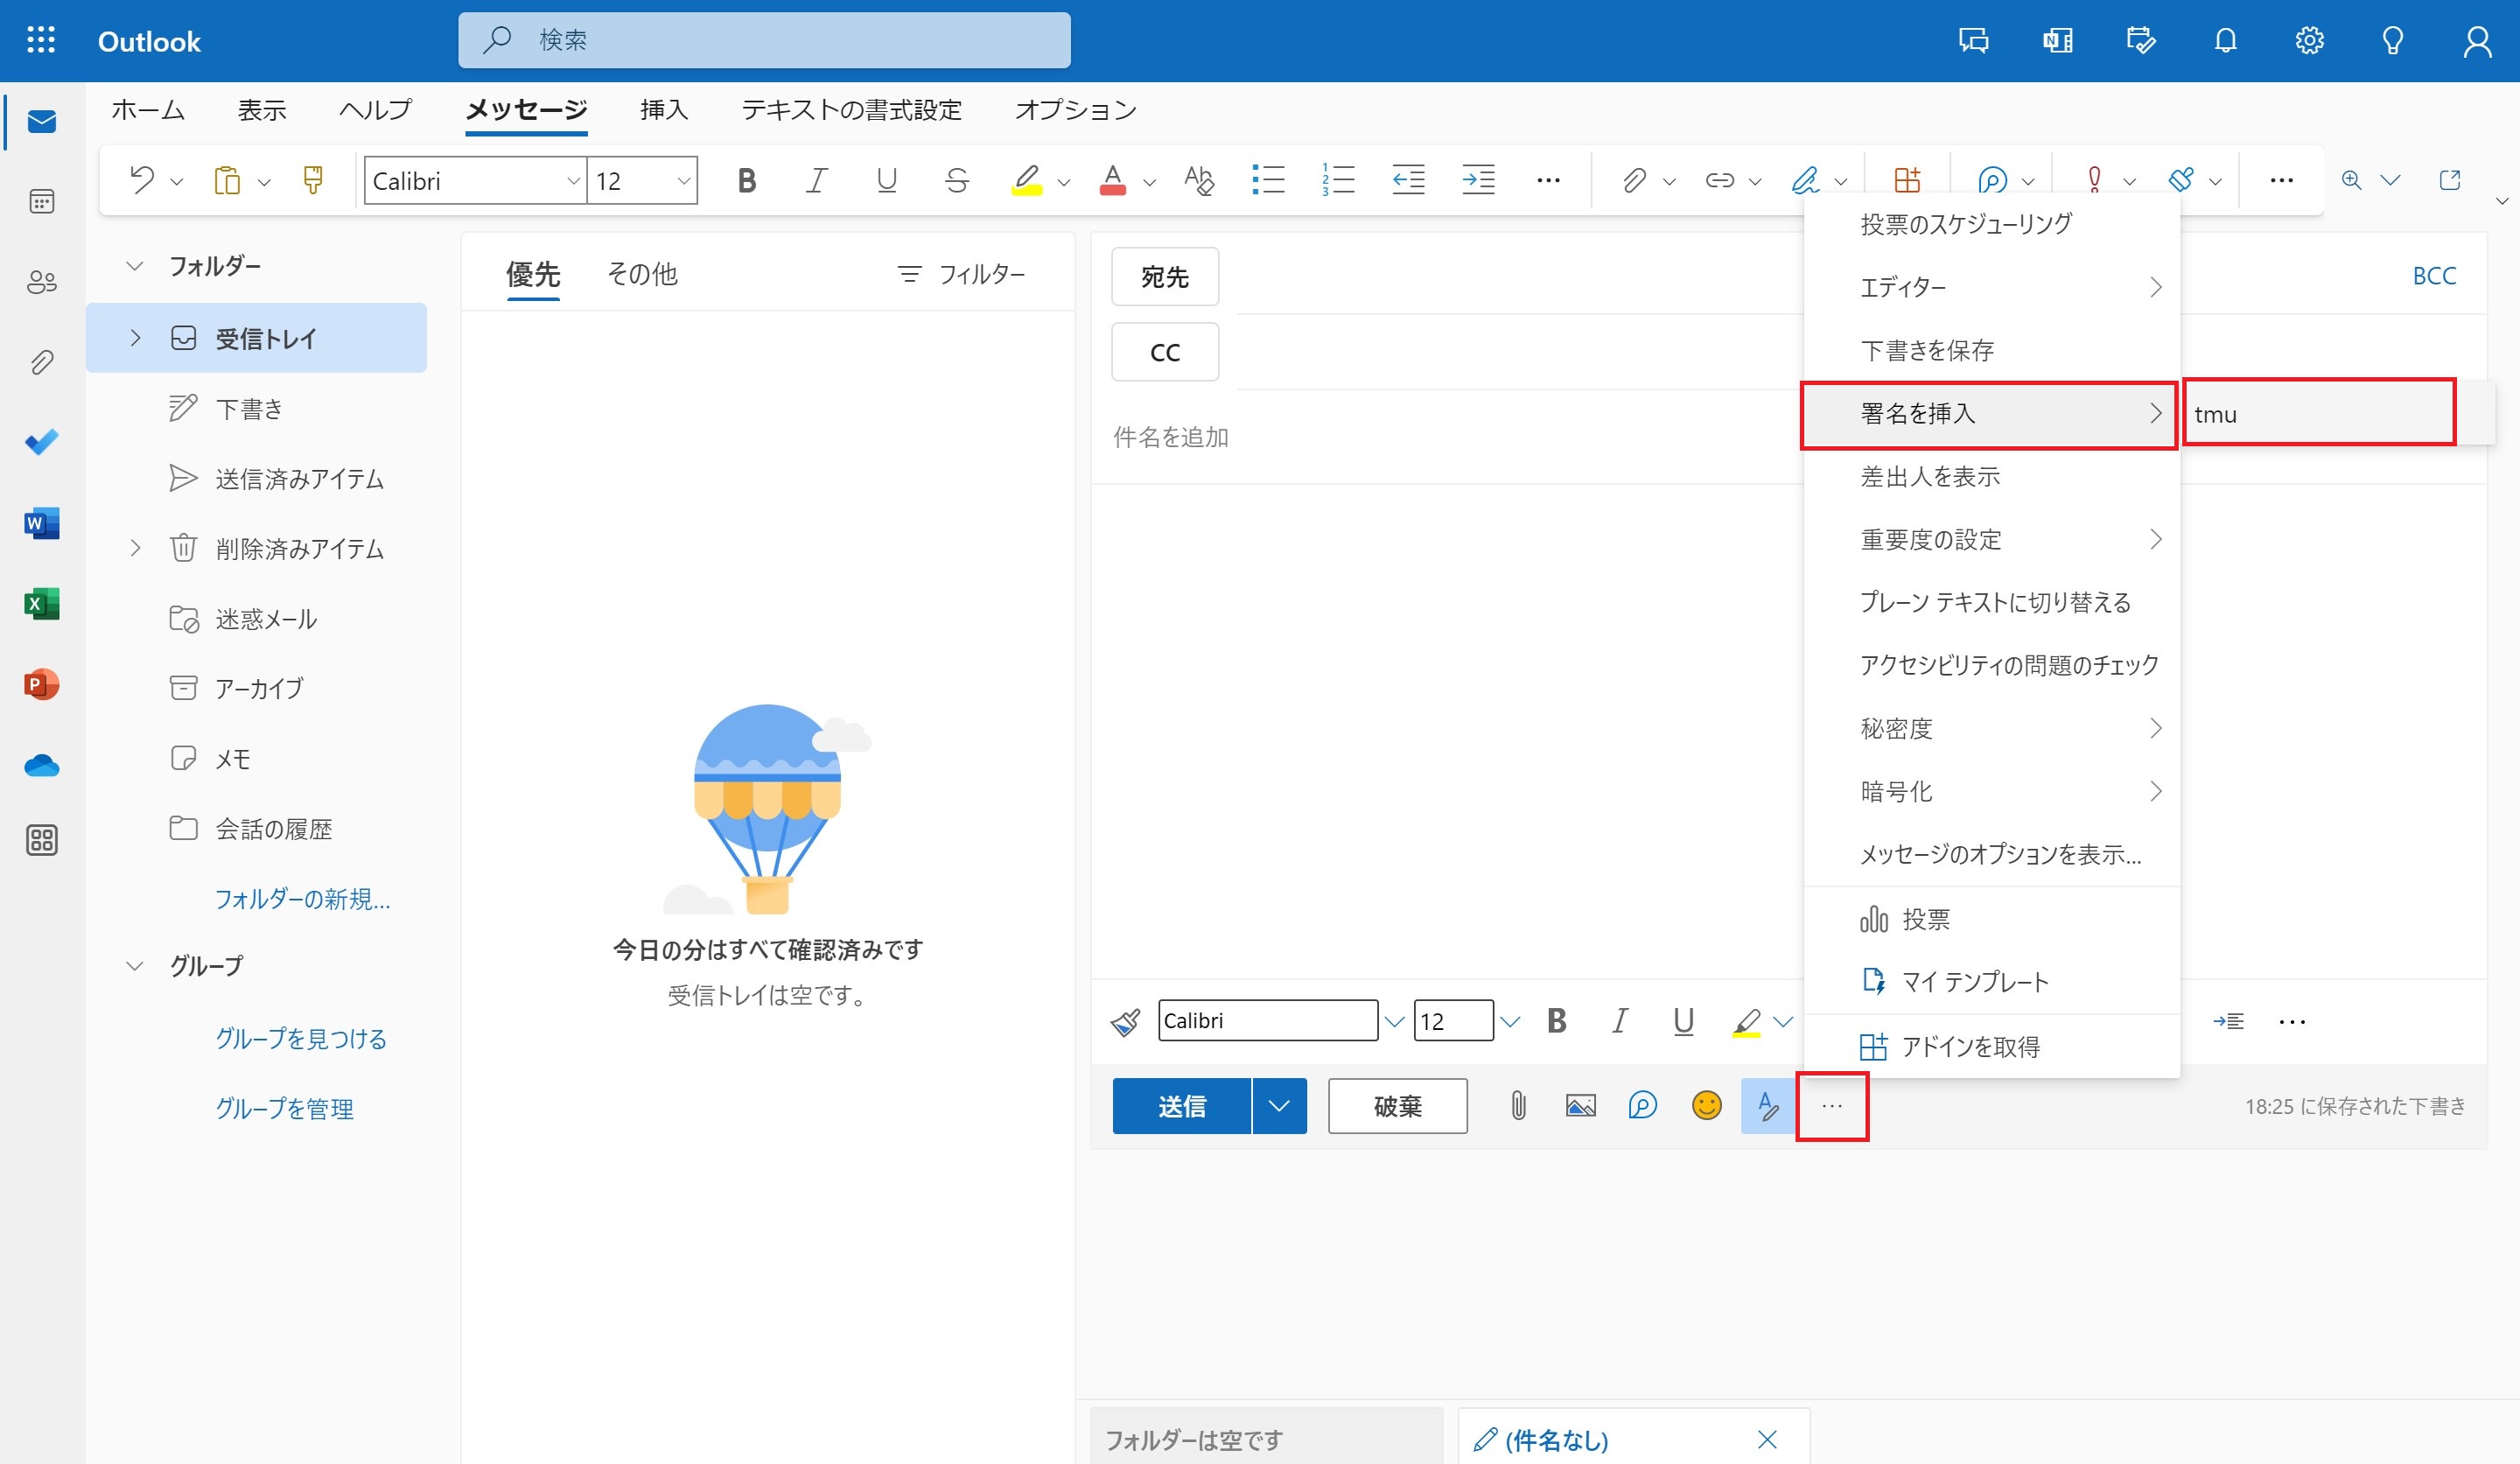 Outlook
検索
ホーム 表示 ヘルプ メッセージ 挿入 テキストの書式設定 オプション
Calibri 12
フォルダー
受信トレイ
下書き
送信済みアイテム
削除済みアイテム
迷惑メール
アーカイブ
メモ
会話の履歴
フォルダーの新規...
グループ
グループを見つける
グループを管理
優先 その他 フィルター
今日の分はすべて確認済みです
受信トレイは空です。
宛先
BCC
CC
件名を追加
投票のスケジューリング
エディター
下書きを保存
署名を挿入
tmu
差出人を表示
重要度の設定
プレーン テキストに切り替える
アクセシビリティの問題のチェック
秘密度
暗号化
メッセージのオプションを表示...
投票
マイ テンプレート
アドインを取得
Calibri 12 B I U
送信 破棄
18:25 に保存された下書き
フォルダーは空です
(件名なし)